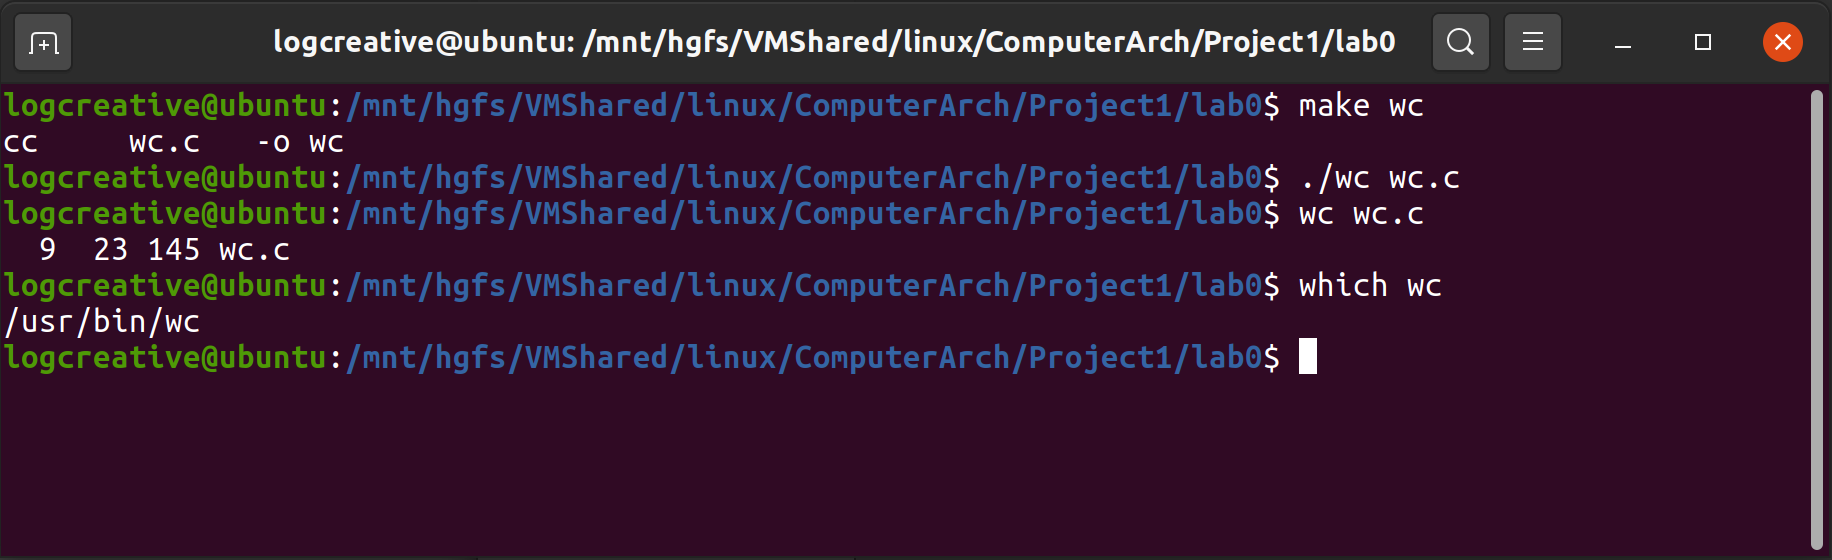 logcreative@ubuntu: /mnt/hgfs/VMShared/linux/ComputerArch/Project1/lab0
logcreative@ubuntu:/mnt/hgfs/VMShared/linux/ComputerArch/Project1/lab0$ make wc
cc     wc.c   -o wc
logcreative@ubuntu:/mnt/hgfs/VMShared/linux/ComputerArch/Project1/lab0$ ./wc wc.c
logcreative@ubuntu:/mnt/hgfs/VMShared/linux/ComputerArch/Project1/lab0$ wc wc.c
  9  23 145 wc.c
logcreative@ubuntu:/mnt/hgfs/VMShared/linux/ComputerArch/Project1/lab0$ which wc
/usr/bin/wc
logcreative@ubuntu:/mnt/hgfs/VMShared/linux/ComputerArch/Project1/lab0$